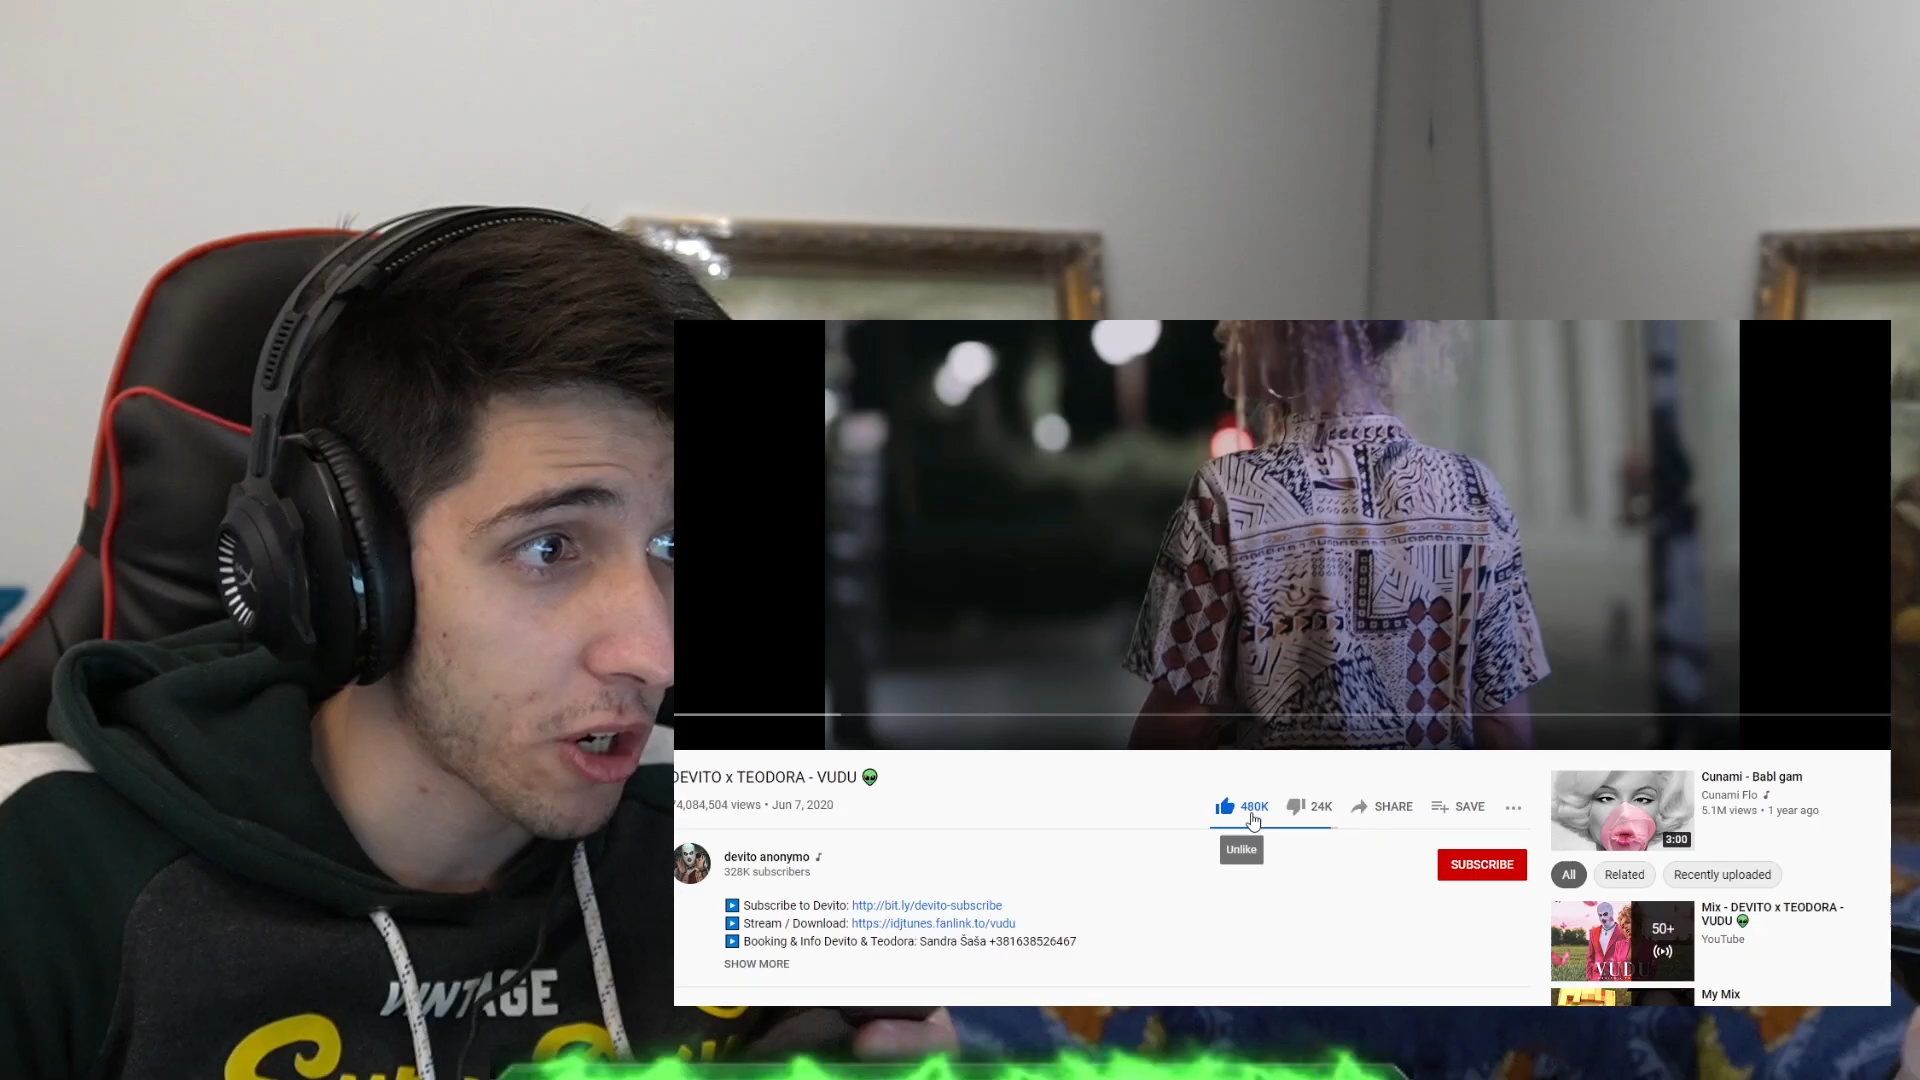 DEVITO x TEODORA - VUDU 👽
4,084,504 views • Jun 7, 2020
480K
24K
SHARE
SAVE
Unlike
devito anonymo
328K subscribers
SUBSCRIBE
Subscribe to Devito: http://bit.ly/devito-subscribe
Stream / Download: https://idjtunes.fanlink.to/vudu
Booking & Info Devito & Teodora: Sandra Šaša +381638526467
SHOW MORE
Cunami - Babl gam
Cunami Flo
5.1M views • 1 year ago
3:00
All
Related
Recently uploaded
Mix - DEVITO x TEODORA -
VUDU 👽
YouTube
50+
VUDU
My Mix
VINTAGE